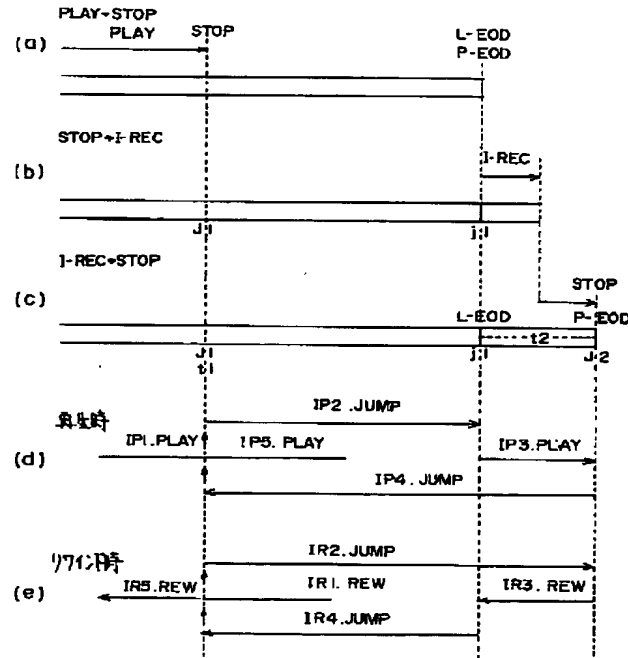 PLAY→STOP
PLAY STOP L-EOD
(a) P-EOD
STOP→I-REC
I-REC
(b)
J1 j1
I-REC→STOP
STOP
(c) L-EOD P-EOD
t2
J1 j1 J2
t1
再生時 IP2.JUMP
IP1.PLAY IP5.PLAY IP3.PLAY
(d)
IP4.JUMP
リワインド時 IR2.JUMP
IR5.REW IR1.REW IR3.REW
(e)
IR4.JUMP